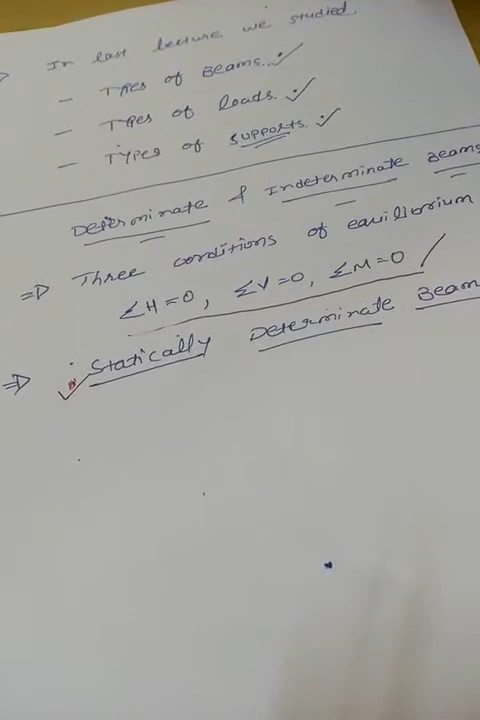 ⇒ In last lecture we studied.
- Types of Beams. ✓
- Types of loads. ✓
- Types of supports. ✓
Determinate & Indeterminate Beams
⇒ Three conditions of equilibrium
ΣH=0, ΣV=0, ΣM=0
⇒ Statically Determinate Beam